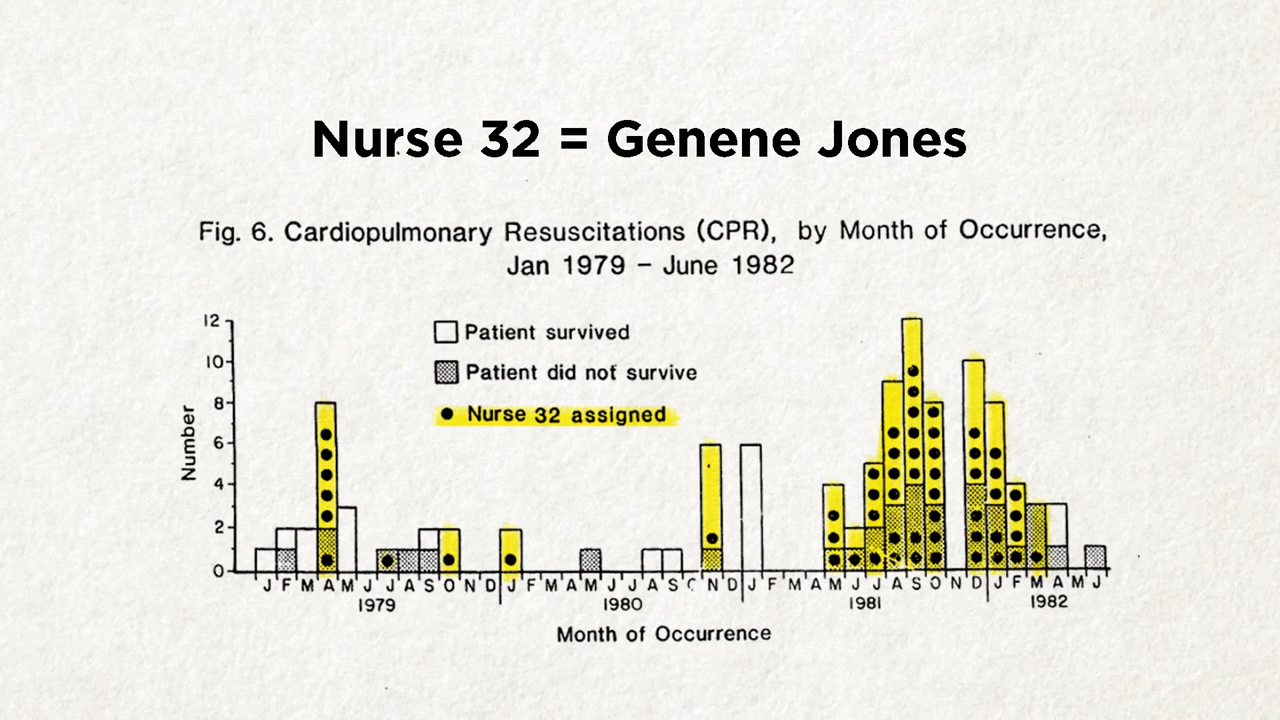 Nurse 32 = Genene Jones
Fig. 6. Cardiopulmonary Resuscitations (CPR), by Month of Occurrence,
Jan 1979 – June 1982
Patient survived
Patient did not survive
Nurse 32 assigned
Number
12
10
8
6
4
2
0
J F M A M J J A S O N D J F M A M J J A S N D J F M A M J J A S O N D J F M A M J
1979 1980 1981 1982
Month of Occurrence